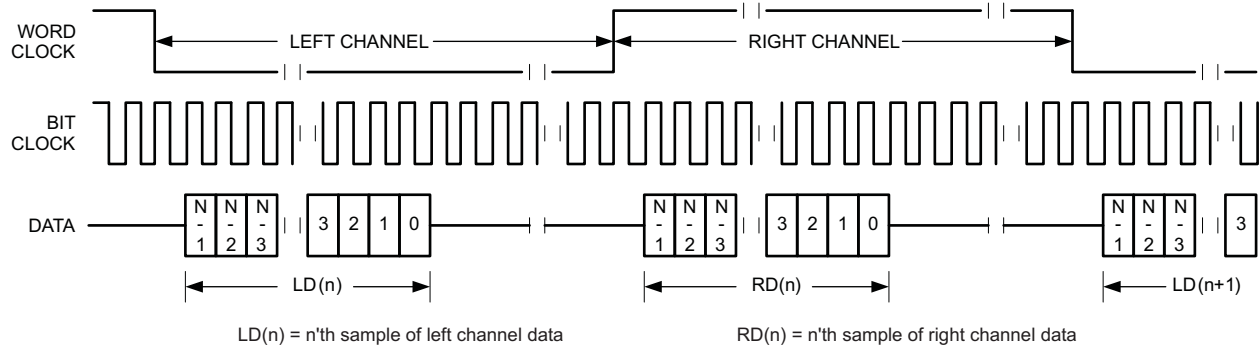 WORD
CLOCK
LEFT CHANNEL
RIGHT CHANNEL
BIT
CLOCK
DATA
N-1 N-2 N-3 3 2 1 0 N-1 N-2 N-3 3 2 1 0 N-1 N-2 N-3 3
LD(n) RD(n) LD(n+1)
LD(n) = n'th sample of left channel data
RD(n) = n'th sample of right channel data